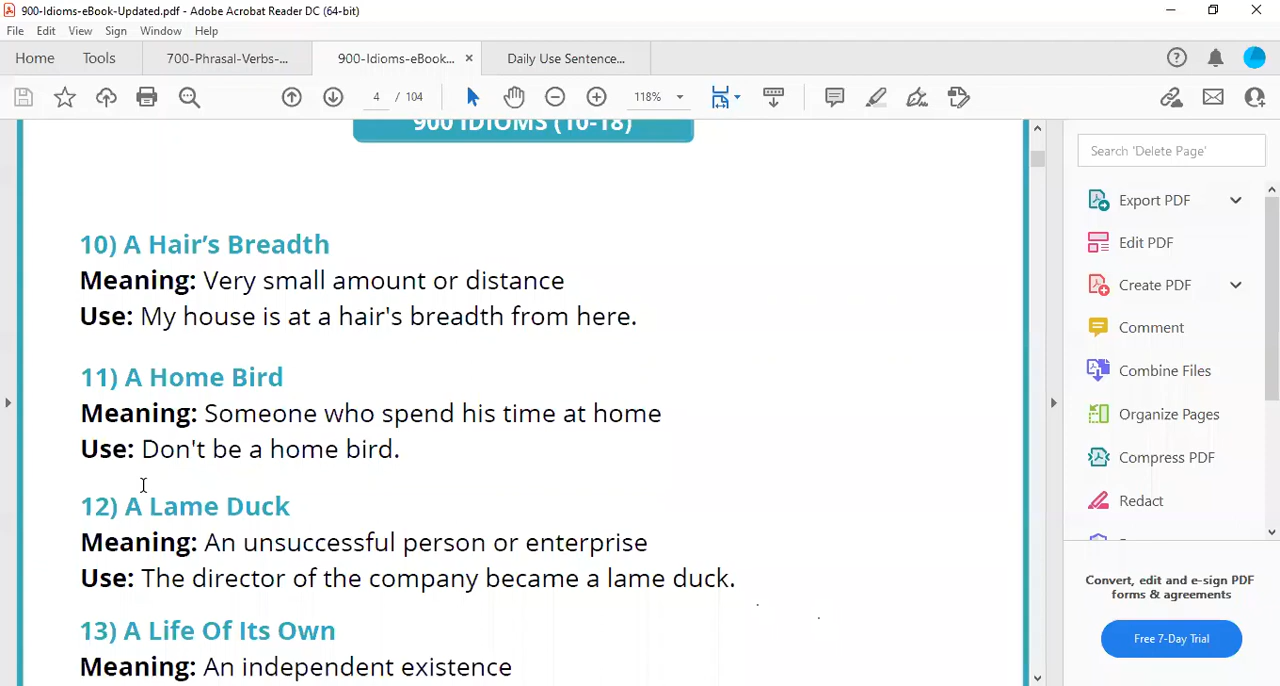 900-Idioms-eBook-Updated.pdf - Adobe Acrobat Reader DC (64-bit)
File Edit View Sign Window Help
Home Tools 700-Phrasal-Verbs-... 900-Idioms-eBook... × Daily Use Sentence...
4 / 104 118%
900 IDIOMS (10-18)
10) A Hair’s Breadth
Meaning: Very small amount or distance
Use: My house is at a hair's breadth from here.
11) A Home Bird
Meaning: Someone who spend his time at home
Use: Don't be a home bird.
12) A Lame Duck
Meaning: An unsuccessful person or enterprise
Use: The director of the company became a lame duck.
13) A Life Of Its Own
Meaning: An independent existence
Search 'Delete Page'
Export PDF
Edit PDF
Create PDF
Comment
Combine Files
Organize Pages
Compress PDF
Redact
Convert, edit and e-sign PDF
forms & agreements
Free 7-Day Trial